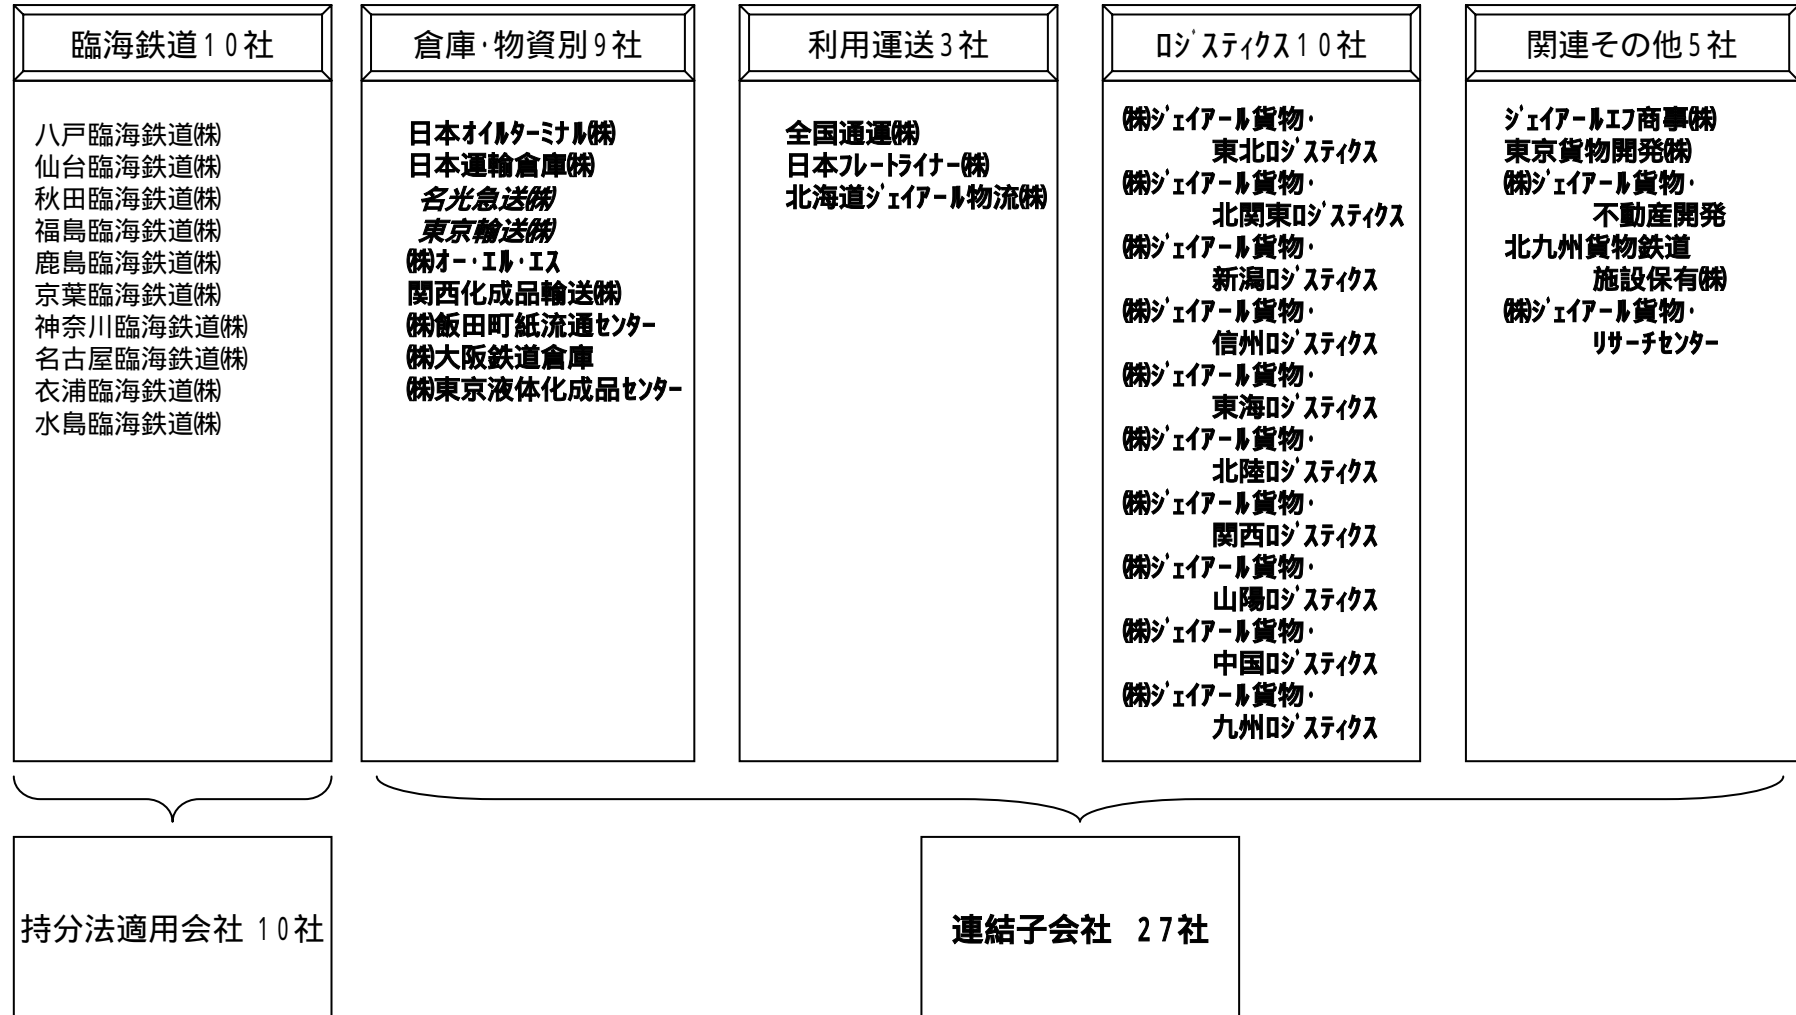 臨海鉄道10社
八戸臨海鉄道㈱
仙台臨海鉄道㈱
秋田臨海鉄道㈱
福島臨海鉄道㈱
鹿島臨海鉄道㈱
京葉臨海鉄道㈱
神奈川臨海鉄道㈱
名古屋臨海鉄道㈱
衣浦臨海鉄道㈱
水島臨海鉄道㈱
倉庫・物資別9社
日本ｵｲﾙﾀｰﾐﾅﾙ㈱
日本運輸倉庫㈱
名光急送㈱
東京輸送㈱
㈱ｵｰ・ｴﾙ・ｴｽ
関西化成品輸送㈱
㈱飯田町紙流通ｾﾝﾀｰ
㈱大阪鉄道倉庫
㈱東京液体化成品ｾﾝﾀｰ
利用運送3社
全国通運㈱
日本ﾌﾚｰﾄﾗｲﾅｰ㈱
北海道ｼﾞｪｲｱｰﾙ物流㈱
ﾛｼﾞｽﾃｨｸｽ10社
㈱ｼﾞｪｲｱｰﾙ貨物・
東北ﾛｼﾞｽﾃｨｸｽ
㈱ｼﾞｪｲｱｰﾙ貨物・
北関東ﾛｼﾞｽﾃｨｸｽ
㈱ｼﾞｪｲｱｰﾙ貨物・
新潟ﾛｼﾞｽﾃｨｸｽ
㈱ｼﾞｪｲｱｰﾙ貨物・
信州ﾛｼﾞｽﾃｨｸｽ
㈱ｼﾞｪｲｱｰﾙ貨物・
東海ﾛｼﾞｽﾃｨｸｽ
㈱ｼﾞｪｲｱｰﾙ貨物・
北陸ﾛｼﾞｽﾃｨｸｽ
㈱ｼﾞｪｲｱｰﾙ貨物・
関西ﾛｼﾞｽﾃｨｸｽ
㈱ｼﾞｪｲｱｰﾙ貨物・
山陽ﾛｼﾞｽﾃｨｸｽ
㈱ｼﾞｪｲｱｰﾙ貨物・
中国ﾛｼﾞｽﾃｨｸｽ
㈱ｼﾞｪｲｱｰﾙ貨物・
九州ﾛｼﾞｽﾃｨｸｽ
関連その他5社
ｼﾞｪｲｱｰﾙｴﾌ商事㈱
東京貨物開発㈱
㈱ｼﾞｪｲｱｰﾙ貨物・
不動産開発
北九州貨物鉄道
施設保有㈱
㈱ｼﾞｪｲｱｰﾙ貨物・
ﾘｻｰﾁｾﾝﾀｰ
持分法適用会社 10社
連結子会社 27社